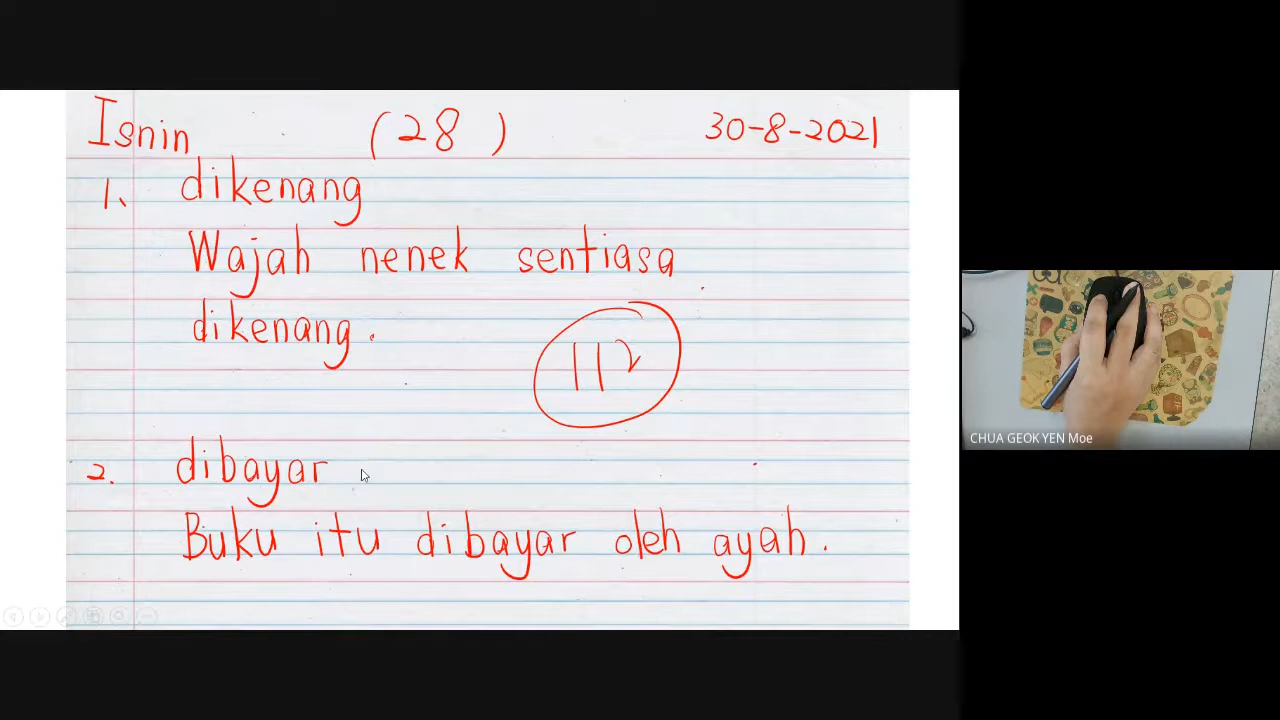 Isnin (28) 30-8-2021
1. dikenang
Wajah nenek sentiasa
dikenang.
112
2. dibayar
Buku itu dibayar oleh ayah.
CHUA GEOK YEN Moe